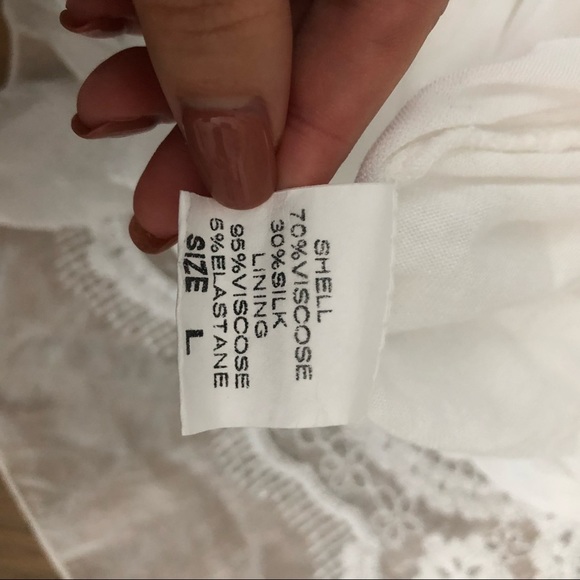 SHELL
70%VISCOSE
30%SILK
LINING
95%VISCOSE
5%ELASTANE
SIZE L